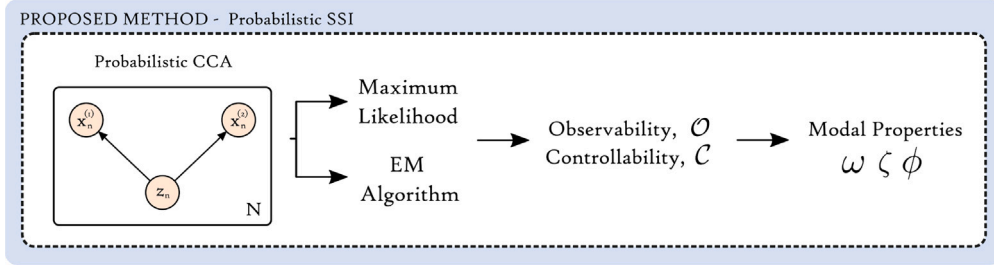 PROPOSED METHOD - Probabilistic SSI
Probabilistic CCA
x_n^(1)
x_n^(2)
z_n
N
Maximum
Likelihood
EM
Algorithm
Observability, 𝒪
Controllability, 𝒞
Modal Properties
ω ζ ϕ